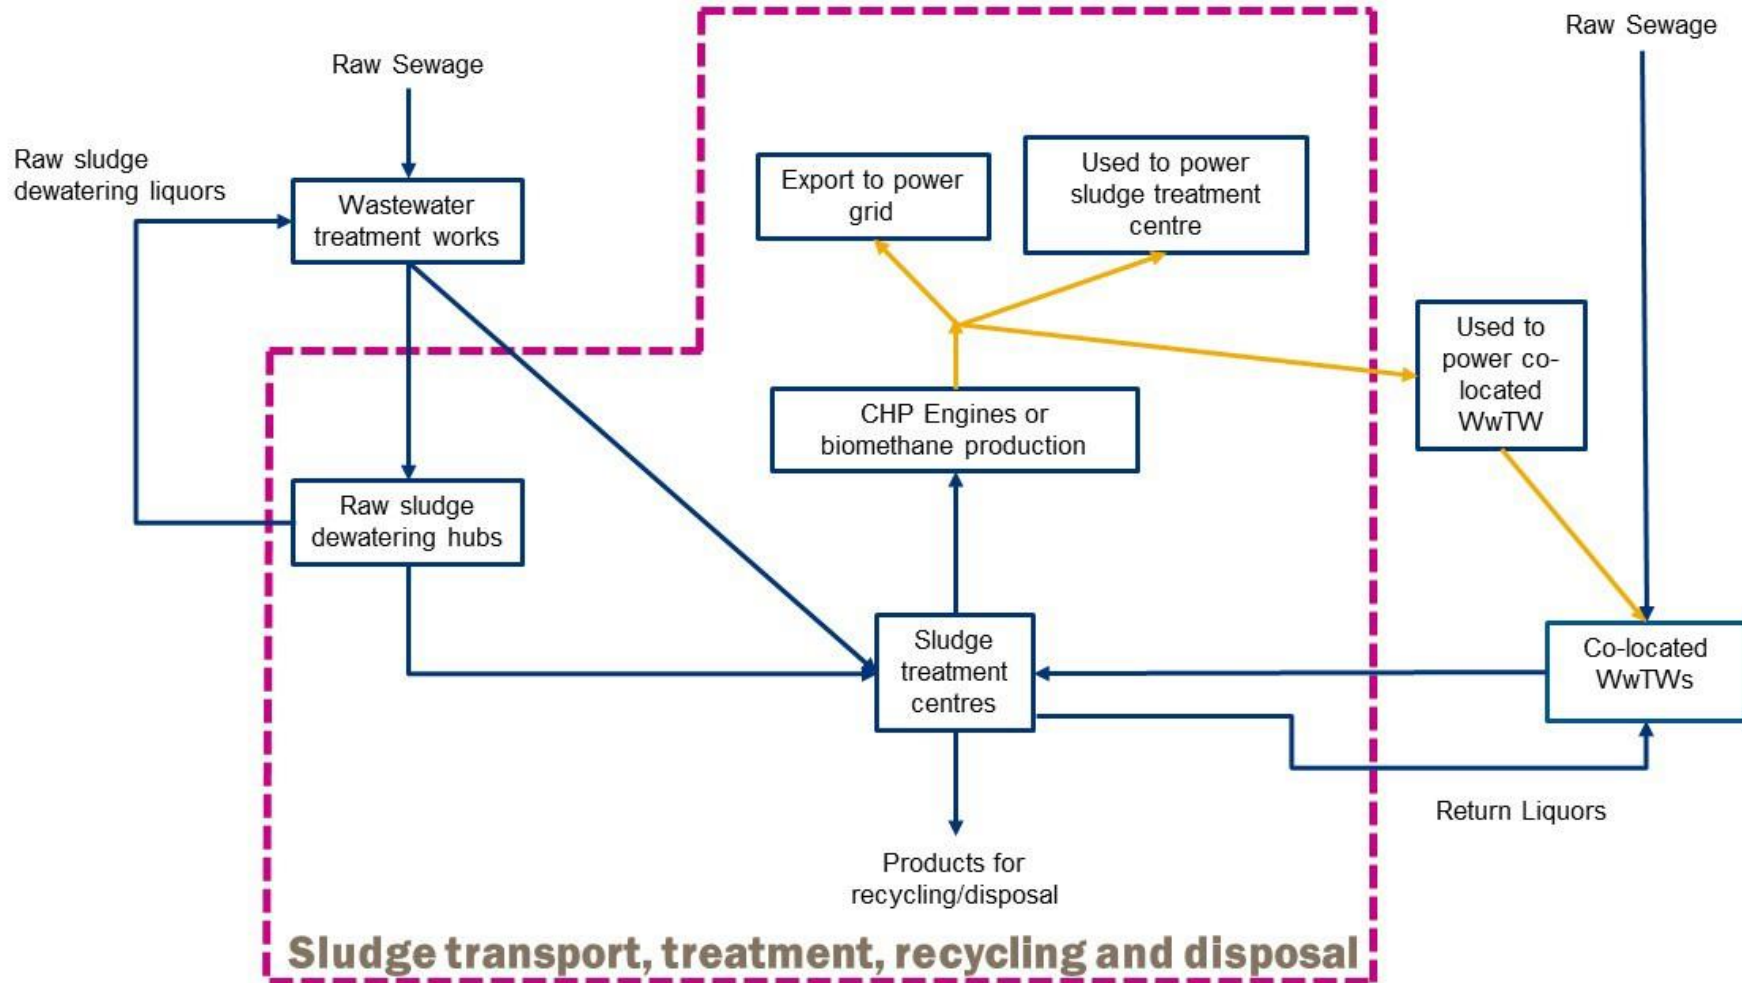 Raw Sewage
Raw Sewage
Raw sludge
dewatering liquors
Wastewater
treatment works
Export to power
grid
Used to power
sludge treatment
centre
Used to
power co-
located
WwTW
CHP Engines or
biomethane production
Raw sludge
dewatering hubs
Sludge
treatment
centres
Co-located
WwTWs
Return Liquors
Products for
recycling/disposal
Sludge transport, treatment, recycling and disposal